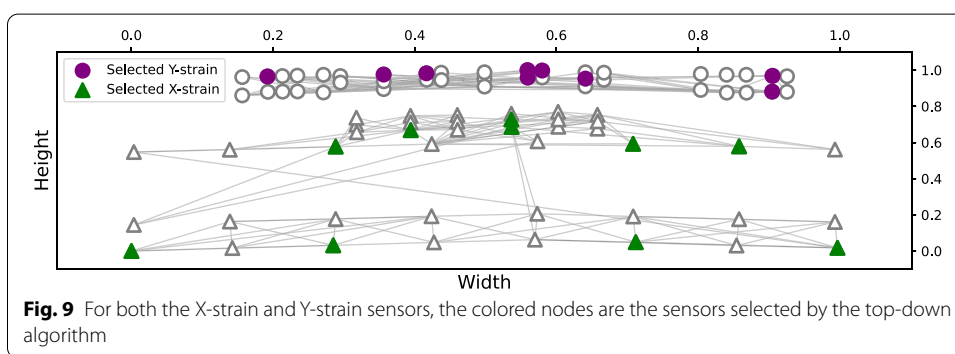 0.0 0.2 0.4 0.6 0.8 1.0
Selected Y-strain
Selected X-strain
1.0
0.8
0.6
0.4
0.2
0.0
Height
Width
Fig. 9 For both the X-strain and Y-strain sensors, the colored nodes are the sensors selected by the top-down
algorithm